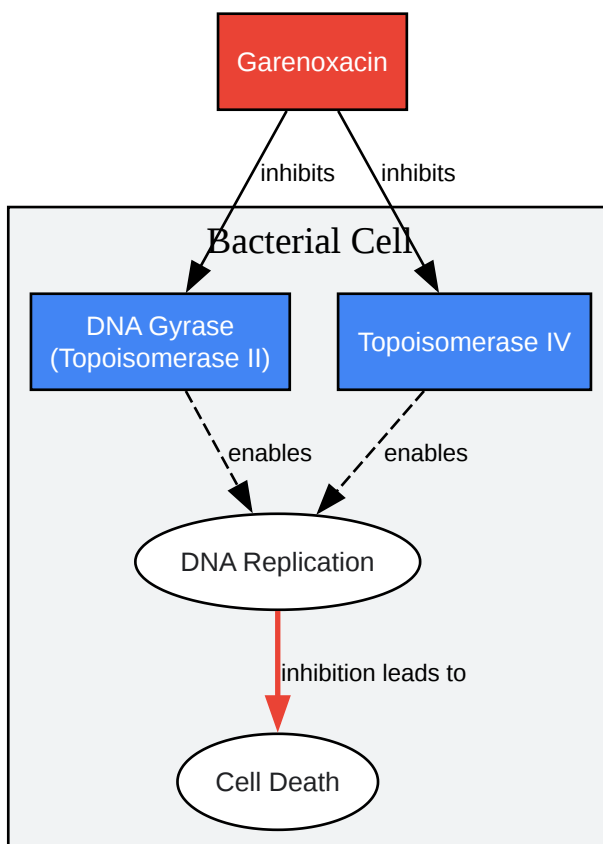 Garenoxacin
inhibits
inhibits
Bacterial Cell
DNA Gyrase
(Topoisomerase II)
Topoisomerase IV
enables
enables
DNA Replication
inhibition leads to
Cell Death